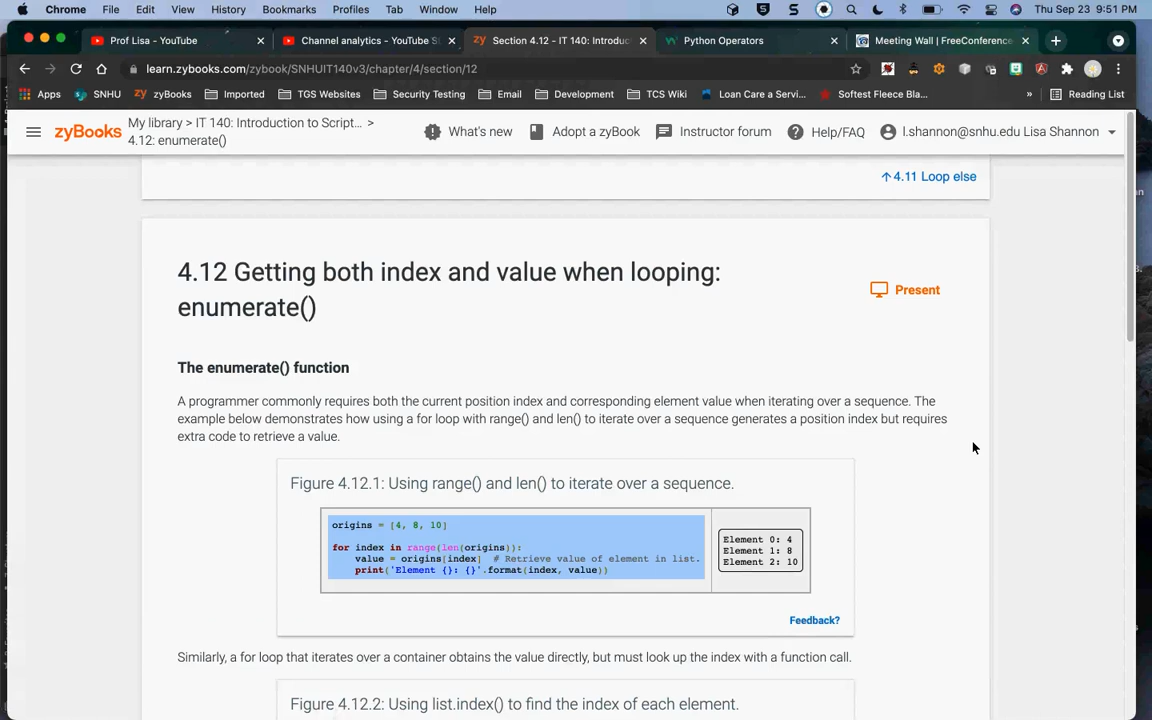 Chrome File Edit View History Bookmarks Profiles Tab Window Help Thu Sep 23 9:51 PM
Prof Lisa - YouTube Channel analytics - YouTube St Section 4.12 - IT 140: Introduc Python Operators Meeting Wall | FreeConference
learn.zybooks.com/zybook/SNHUIT140v3/chapter/4/section/12
Apps SNHU zyBooks Imported TGS Websites Security Testing Email Development TCS Wiki Loan Care a Servi... Softest Fleece Bla... » Reading List
zyBooks My library > IT 140: Introduction to Script... >
4.12: enumerate()
What's new Adopt a zyBook Instructor forum Help/FAQ l.shannon@snhu.edu Lisa Shannon
↑ 4.11 Loop else
4.12 Getting both index and value when looping:
enumerate()
Present
The enumerate() function
A programmer commonly requires both the current position index and corresponding element value when iterating over a sequence. The
example below demonstrates how using a for loop with range() and len() to iterate over a sequence generates a position index but requires
extra code to retrieve a value.
Figure 4.12.1: Using range() and len() to iterate over a sequence.
origins = [4, 8, 10]
for index in range(len(origins)):
value = origins[index] # Retrieve value of element in list.
print('Element {}: {}'.format(index, value))
Element 0: 4
Element 1: 8
Element 2: 10
Feedback?
Similarly, a for loop that iterates over a container obtains the value directly, but must look up the index with a function call.
Figure 4.12.2: Using list.index() to find the index of each element.